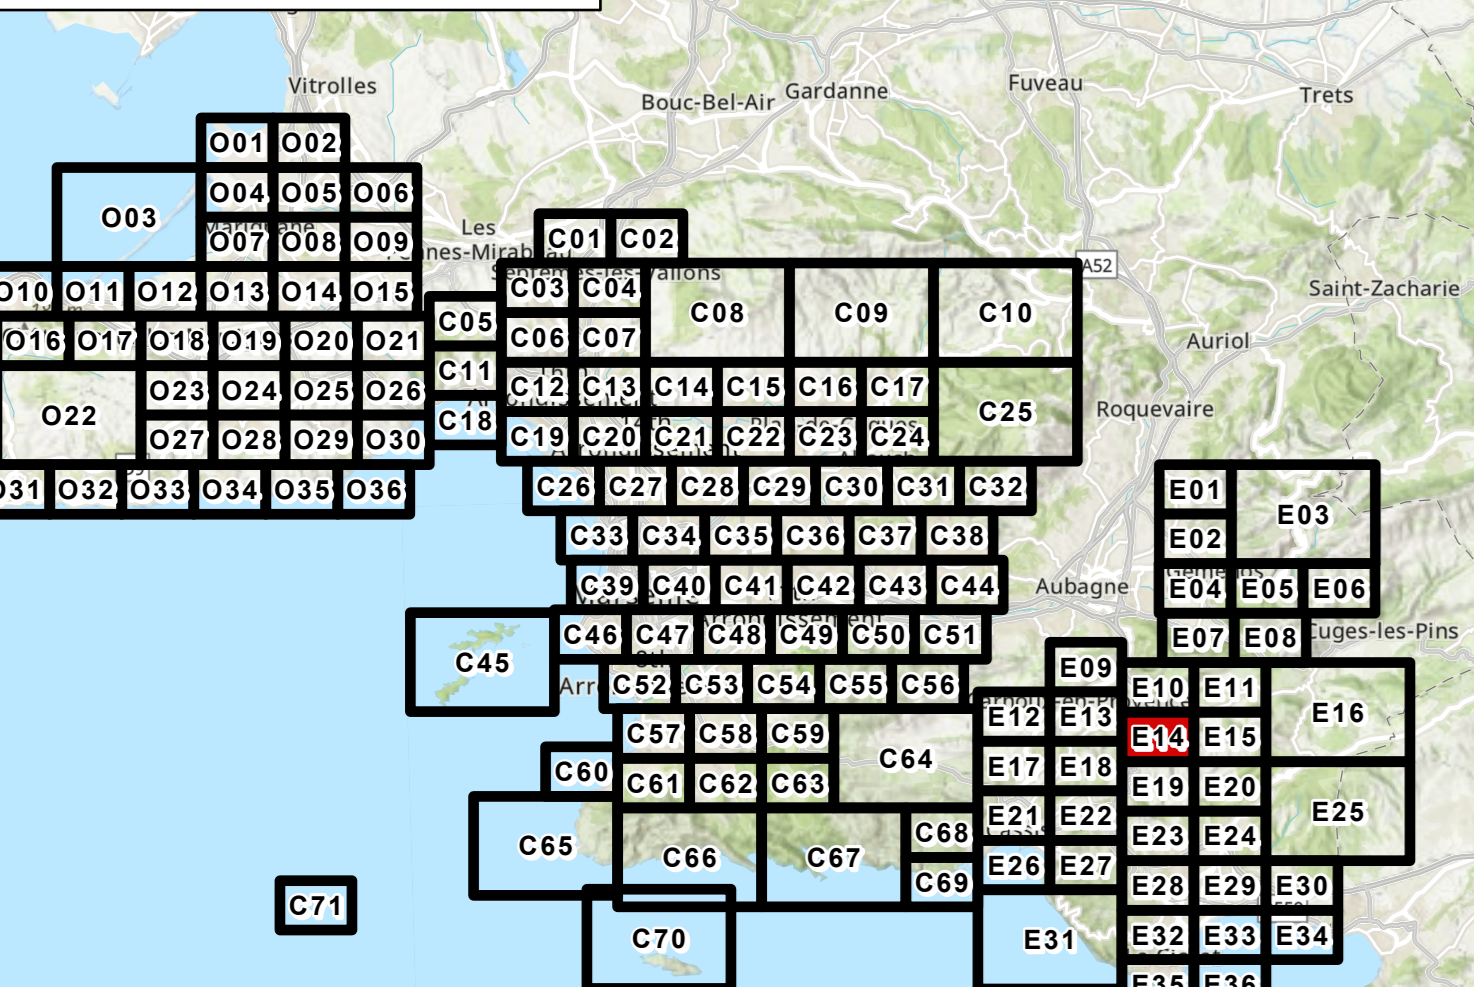 Vitrolles
Bouc-Bel-Air
Gardanne
Fuveau
Trets
O01 O02
O04 O05 O06
O03
O07 O08 O09
Les
C01 C02
A52
Septèmes-les-Vallons
O10 O11 O12 O13 O14 O15
C03 C04
Saint-Zacharie
C05
C08 C09 C10
O16 O17 O18 O19 O20 O21
C06 C07
Auriol
C11
O23 O24 O25 O26
C12 C13 C14 C15 C16 C17
O22
C18
C25
Roquevaire
O27 O28 O29 O30
C19 C20 C21 C22 C23 C24
O31 O32 O33 O34 O35 O36
C26 C27 C28 C29 C30 C31 C32
E01
E03
C33 C34 C35 C36 C37 C38
E02
C39 C40 C41 C42 C43 C44
Aubagne
E04 E05 E06
C46 C47 C48 C49 C50 C51
E07 E08
Cuges-les-Pins
C45
E09
C52 C53 C54 C55 C56
E10 E11
E12 E13
E16
C57 C58 C59
E14 E15
C64
C60
C61 C62 C63
E17 E18
E19 E20
E21 E22
E25
C68
E23 E24
C65
C66 C67
E26 E27
C69
E28 E29 E30
C71
C70
E31
E32 E33 E34
E35 E36